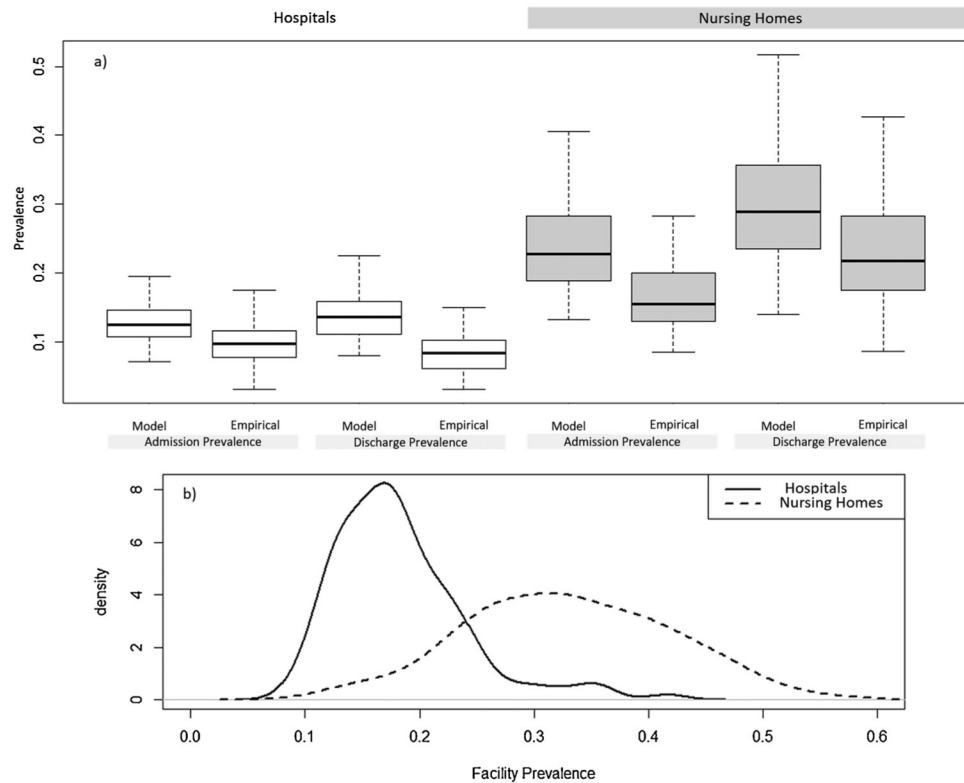 Hospitals
Nursing Homes
a)
0.5
0.4
0.3
0.2
0.1
Prevalence
Model Empirical Model Empirical Model Empirical Model Empirical
Admission Prevalence Discharge Prevalence Admission Prevalence Discharge Prevalence
b)
Hospitals
Nursing Homes
8
6
4
2
0
density
0.0 0.1 0.2 0.3 0.4 0.5 0.6
Facility Prevalence